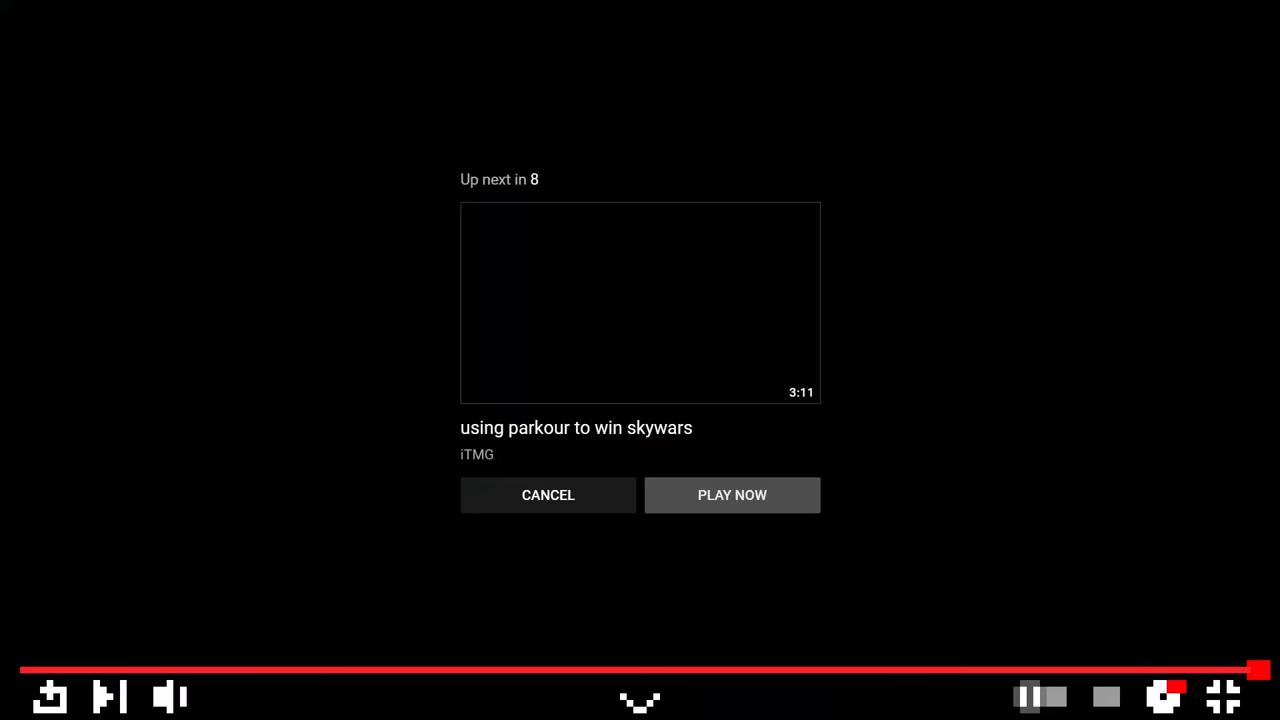 Up next in 8
3:11
using parkour to win skywars
iTMG
CANCEL
PLAY NOW